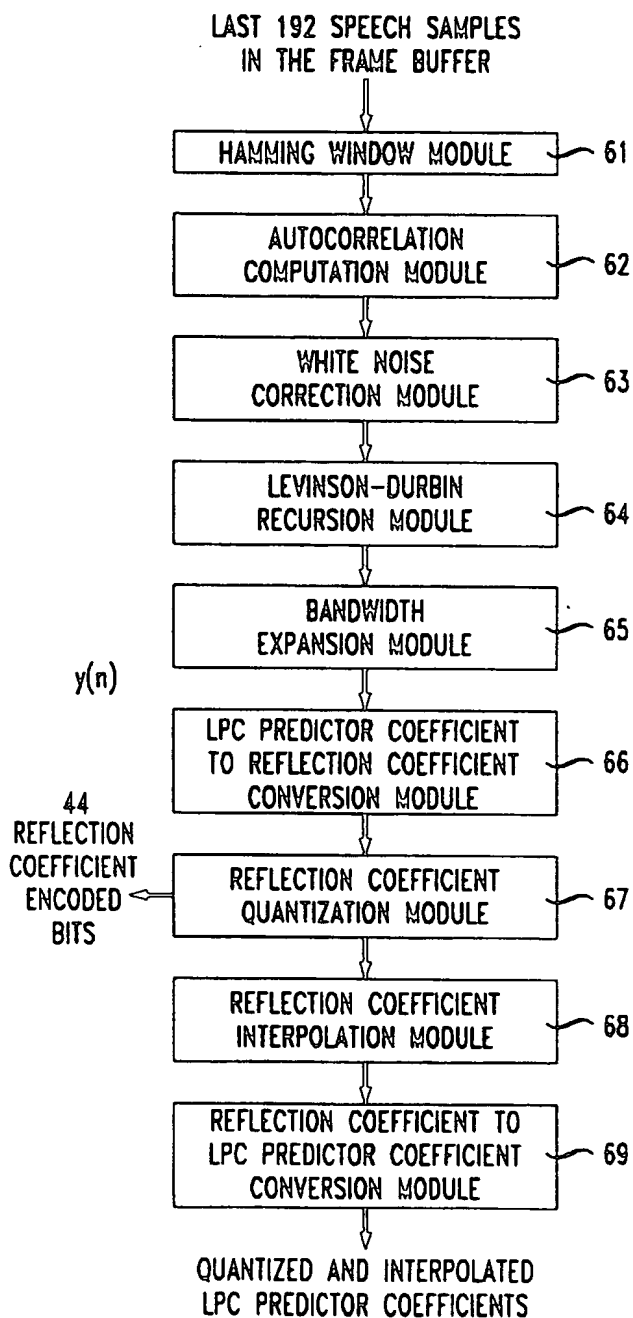 LAST 192 SPEECH SAMPLES
IN THE FRAME BUFFER
HAMMING WINDOW MODULE
61
AUTOCORRELATION
COMPUTATION MODULE
62
WHITE NOISE
CORRECTION MODULE
63
LEVINSON-DURBIN
RECURSION MODULE
64
BANDWIDTH
EXPANSION MODULE
65
y(n)
LPC PREDICTOR COEFFICIENT
TO REFLECTION COEFFICIENT
CONVERSION MODULE
66
44
REFLECTION
COEFFICIENT
ENCODED
BITS
REFLECTION COEFFICIENT
QUANTIZATION MODULE
67
REFLECTION COEFFICIENT
INTERPOLATION MODULE
68
REFLECTION COEFFICIENT TO
LPC PREDICTOR COEFFICIENT
CONVERSION MODULE
69
QUANTIZED AND INTERPOLATED
LPC PREDICTOR COEFFICIENTS